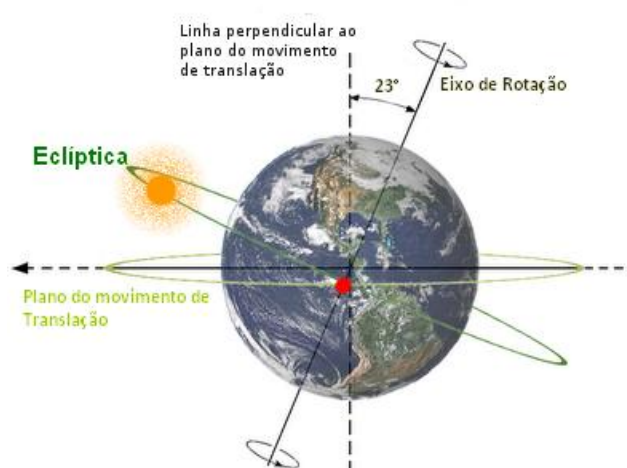 Linha perpendicular ao
plano do movimento
de translação
23°
Eixo de Rotação
Eclíptica
Plano do movimento de
Translação